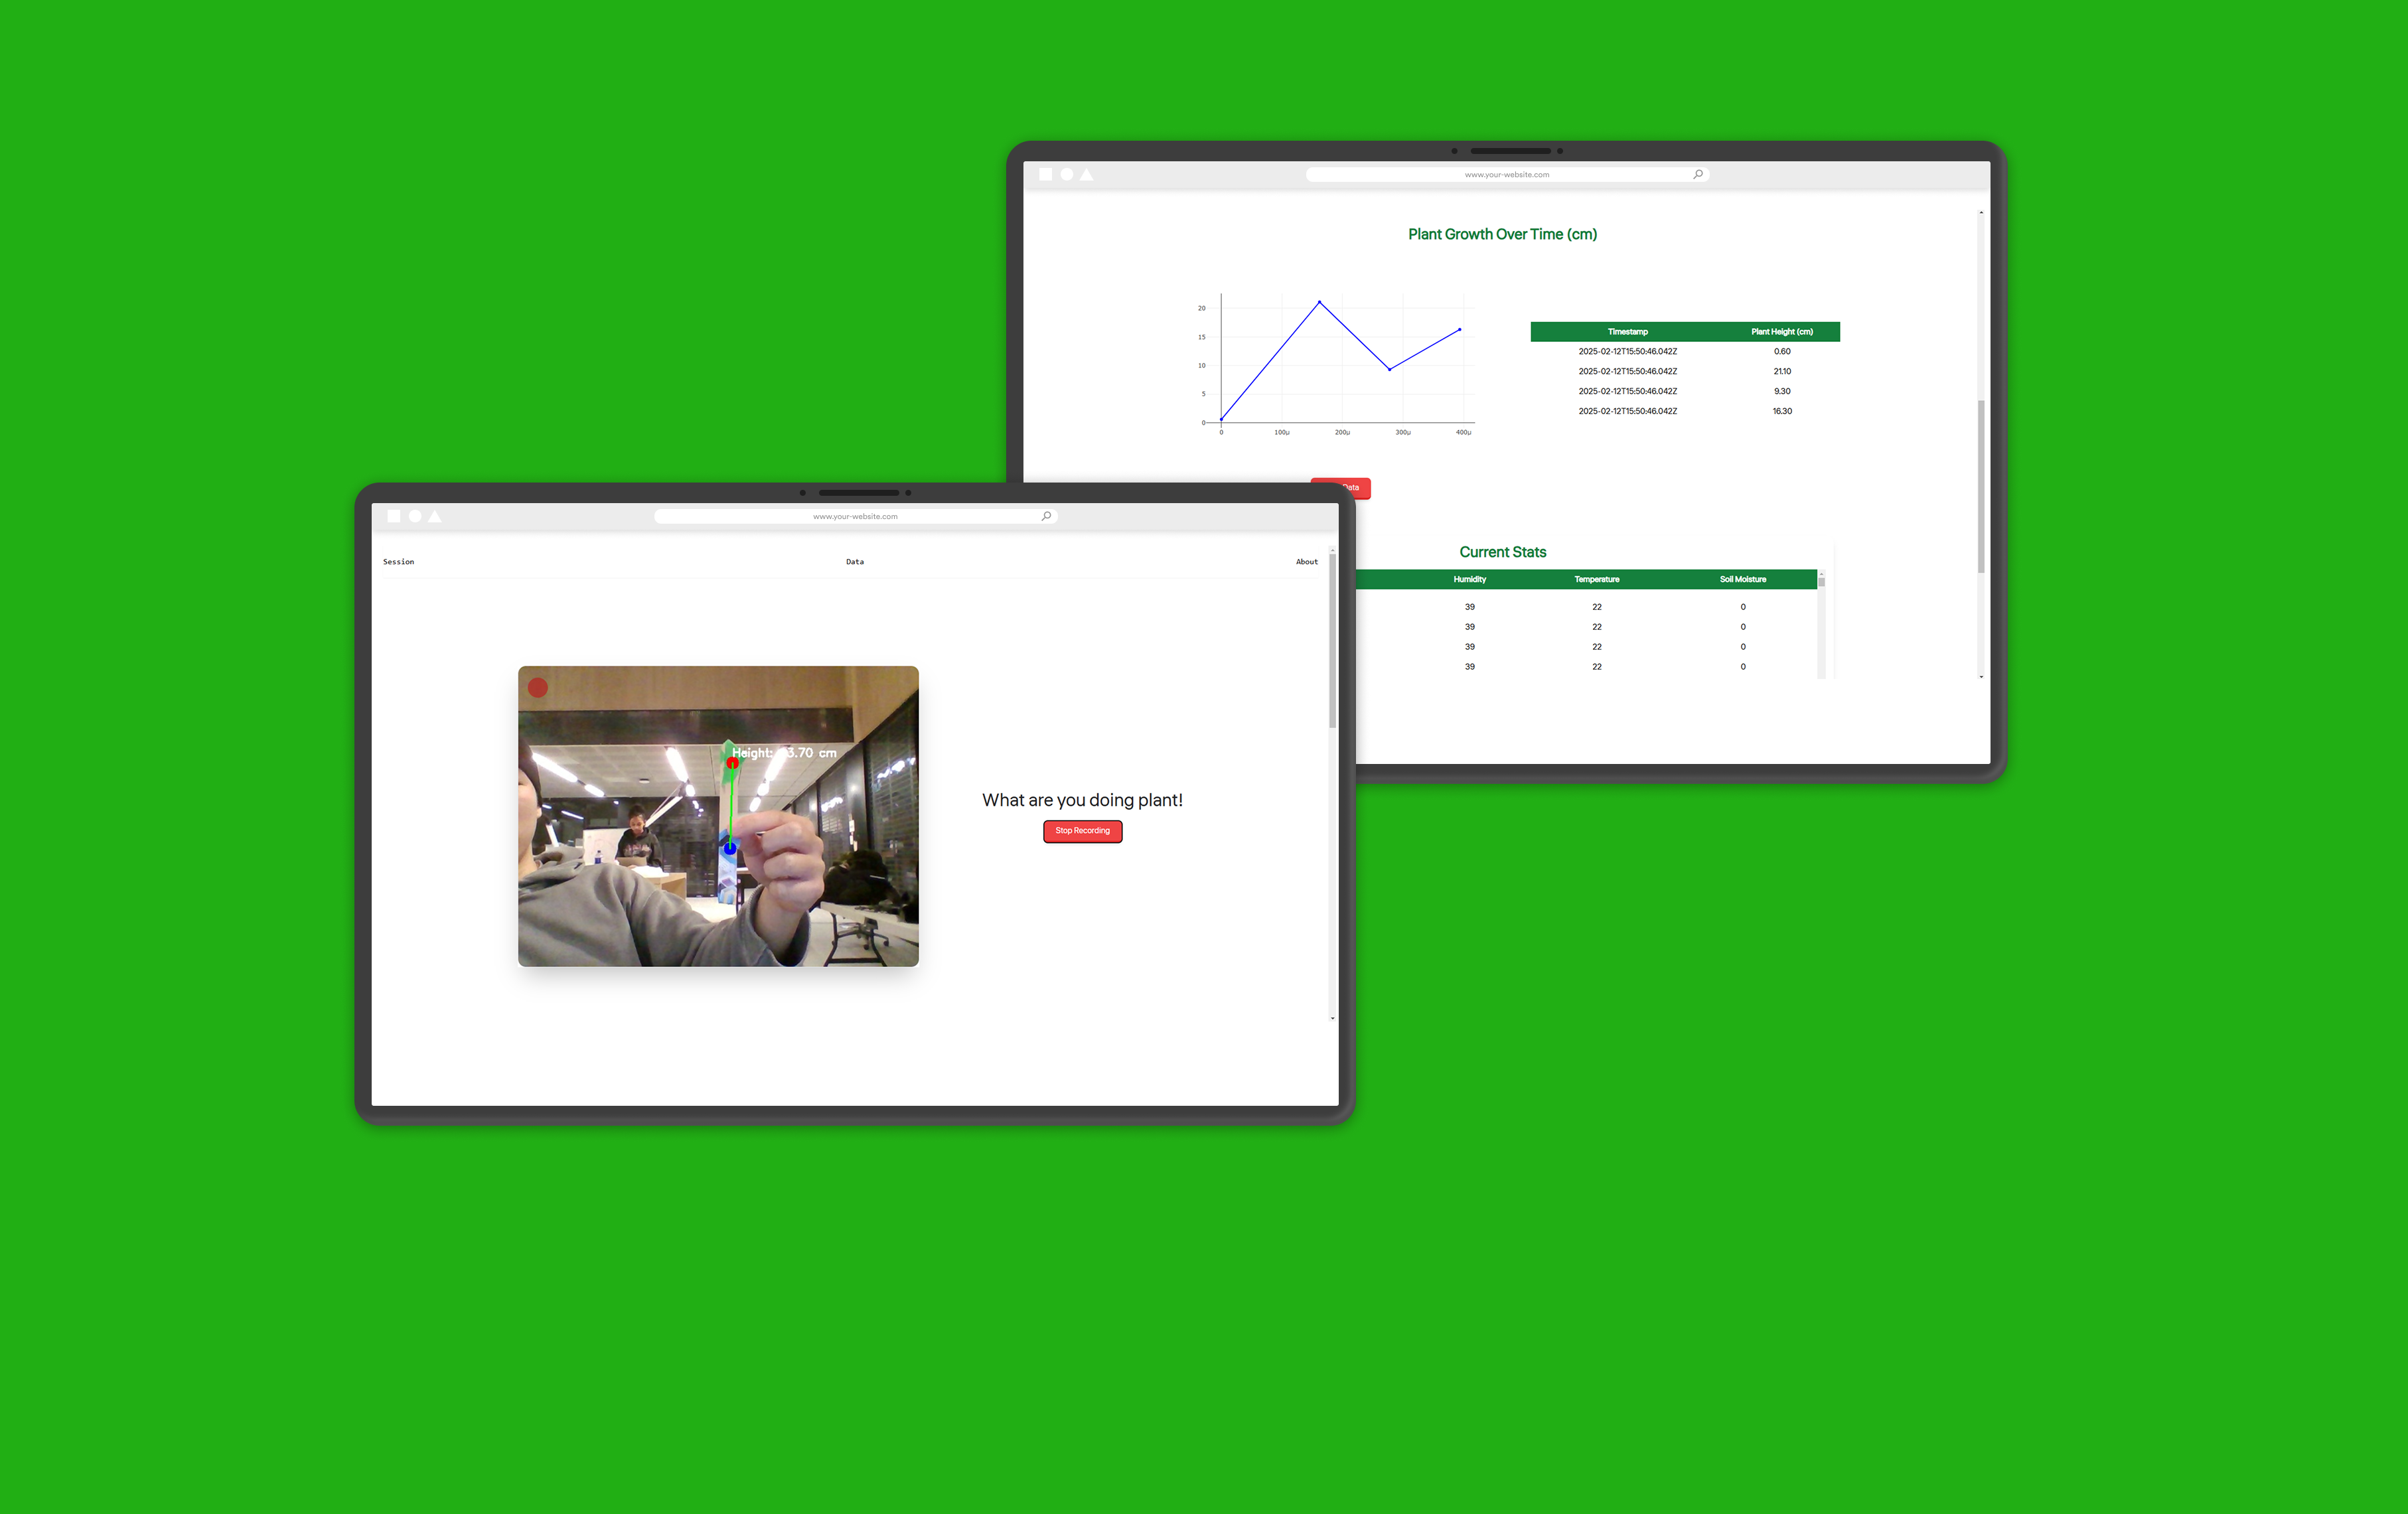 www.your-website.com
Plant Growth Over Time (cm)
20
15
10
5
0
0 100μ 200μ 300μ 400μ
Timestamp Plant Height (cm)
2025-02-12T15:50:46.042Z 0.60
2025-02-12T15:50:46.042Z 21.10
2025-02-12T15:50:46.042Z 9.30
2025-02-12T15:50:46.042Z 16.30
Data
Current Stats
Humidity Temperature Soil Moisture
39 22 0
39 22 0
39 22 0
39 22 0
www.your-website.com
Session Data About
Height: 3.70 cm
What are you doing plant!
Stop Recording